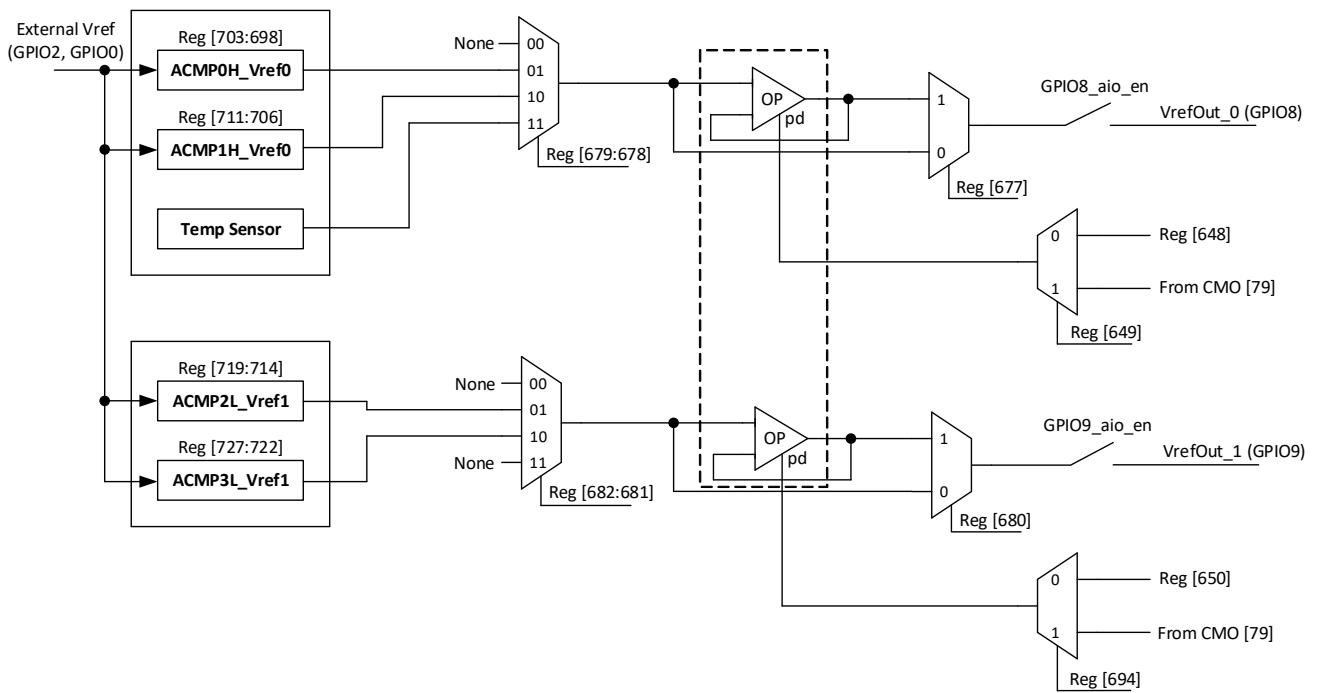 External Vref
(GPIO2, GPIO0)
Reg [703:698]
ACMP0H_Vref0
Reg [711:706]
ACMP1H_Vref0
Temp Sensor
None
00
01
10
11
Reg [679:678]
OP
pd
1
0
Reg [677]
GPIO8_aio_en
VrefOut_0 (GPIO8)
0
1
Reg [648]
From CMO [79]
Reg [649]
Reg [719:714]
ACMP2L_Vref1
Reg [727:722]
ACMP3L_Vref1
None
00
01
10
None
11
Reg [682:681]
OP
pd
1
0
Reg [680]
GPIO9_aio_en
VrefOut_1 (GPIO9)
0
1
Reg [650]
From CMO [79]
Reg [694]